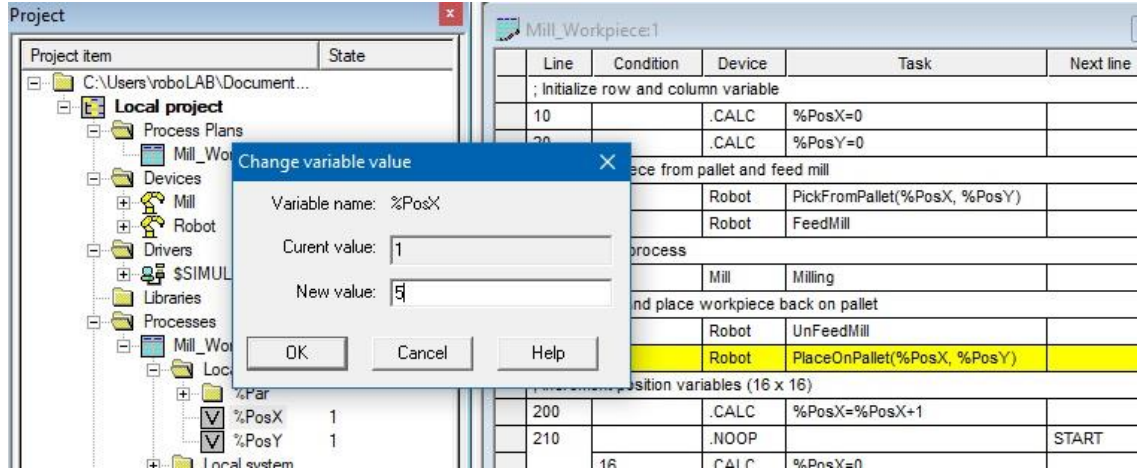 Project x
Project item State
C:\Users\roboLAB\Document...
Local project
Process Plans
Mill_Wor
Devices
Mill
Robot
Drivers
$SIMUL
Libraries
Processes
Mill_Wor
Loca
%Par
%PosX 1
%PosY 1
Local system
Change variable value
Variable name: %PosX
Curent value: 1
New value: 5
OK Cancel Help
Mill_Workpiece:1
Line Condition Device Task Next line
; Initialize row and column variable
10 .CALC %PosX=0
20 .CALC %PosY=0
ece from pallet and feed mill
Robot PickFromPallet(%PosX, %PosY)
Robot FeedMill
process
Mill Milling
and place workpiece back on pallet
Robot UnFeedMill
Robot PlaceOnPallet(%PosX, %PosY)
; Increment position variables (16 x 16)
200 .CALC %PosX=%PosX+1
210 .NOOP START
16 .CALC %PosX=0